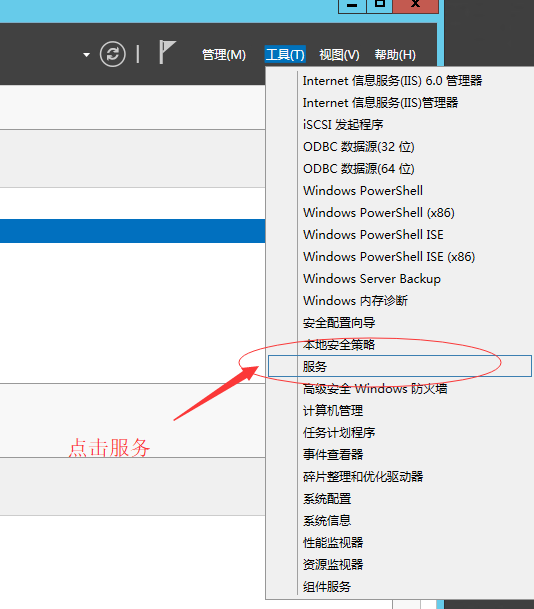 管理(M) 工具(T) 视图(V) 帮助(H)
Internet 信息服务(IIS) 6.0 管理器
Internet 信息服务(IIS)管理器
iSCSI 发起程序
ODBC 数据源(32 位)
ODBC 数据源(64 位)
Windows PowerShell
Windows PowerShell (x86)
Windows PowerShell ISE
Windows PowerShell ISE (x86)
Windows Server Backup
Windows 内存诊断
安全配置向导
本地安全策略
服务
高级安全 Windows 防火墙
计算机管理
任务计划程序
点击服务
事件查看器
碎片整理和优化驱动器
系统配置
系统信息
性能监视器
资源监视器
组件服务